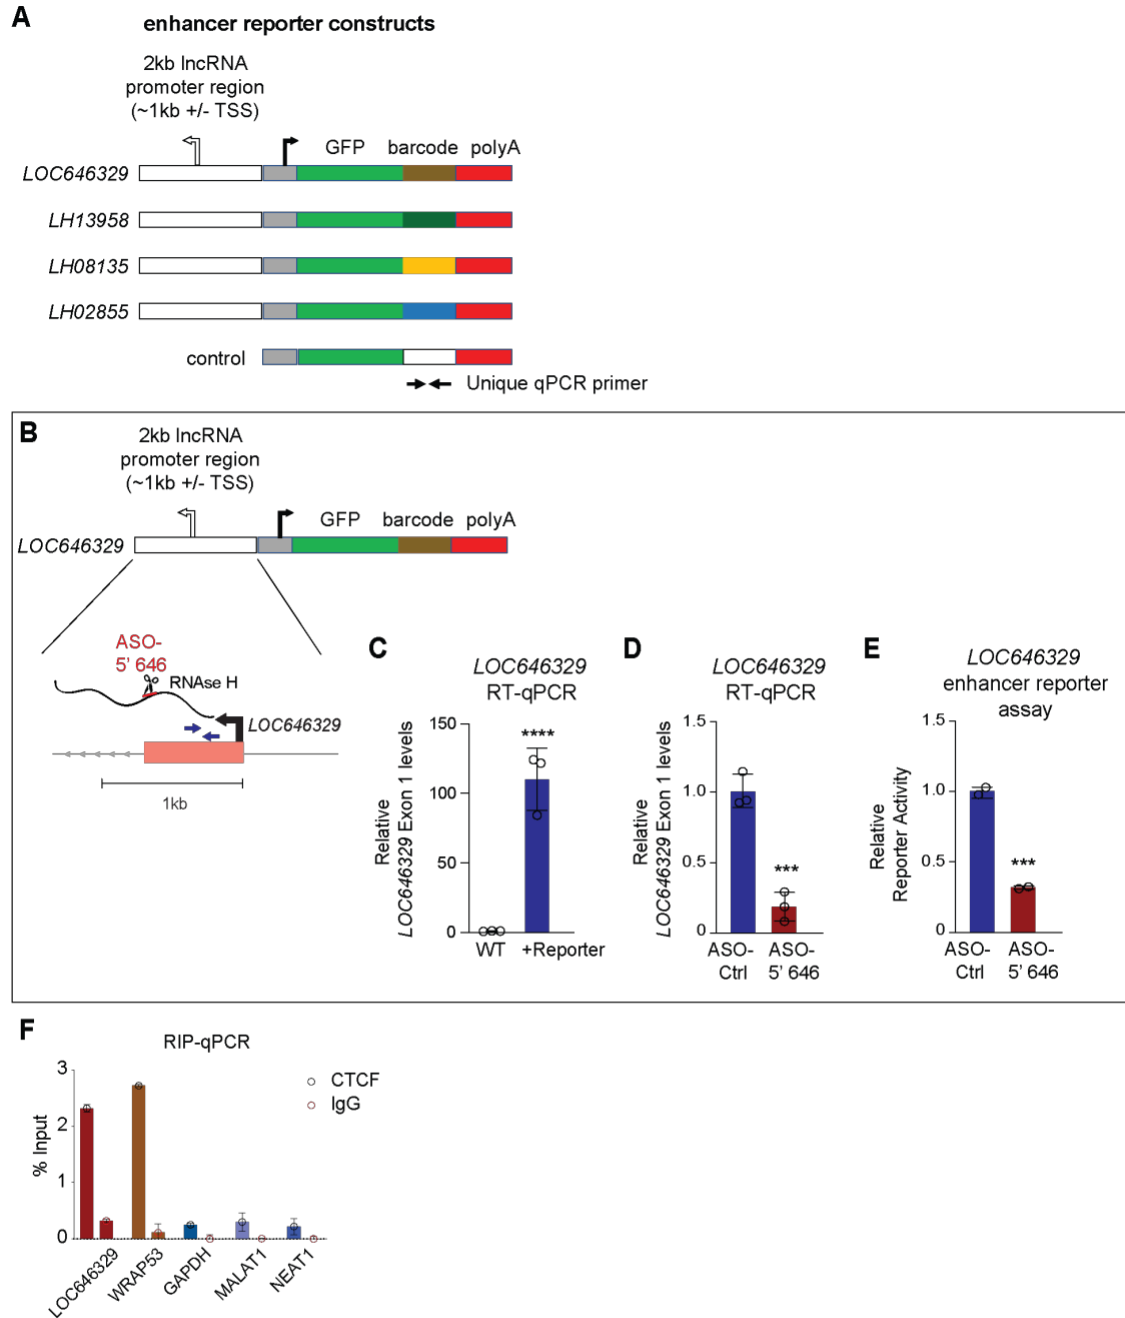 A
enhancer reporter constructs
2kb lncRNA
promoter region
(~1kb +/- TSS)
GFP barcode polyA
LOC646329
LH13958
LH08135
LH02855
control
Unique qPCR primer
B
2kb lncRNA
promoter region
(~1kb +/- TSS)
GFP barcode polyA
LOC646329
ASO-
5' 646
RNAse H
LOC646329
1kb
C
LOC646329
RT-qPCR
Relative
LOC646329 Exon 1 levels
150
100
50
0
****
WT +Reporter
D
LOC646329
RT-qPCR
Relative
LOC646329 Exon 1 levels
1.5
1.0
0.5
0
***
ASO-
Ctrl
ASO-
5' 646
E
LOC646329
enhancer reporter
assay
Relative
Reporter Activity
1.5
1.0
0.5
0
***
ASO-
Ctrl
ASO-
5' 646
F
RIP-qPCR
% Input
3
2
1
0
CTCF
IgG
LOC646329
WRAP53
GAPDH
MALAT1
NEAT1